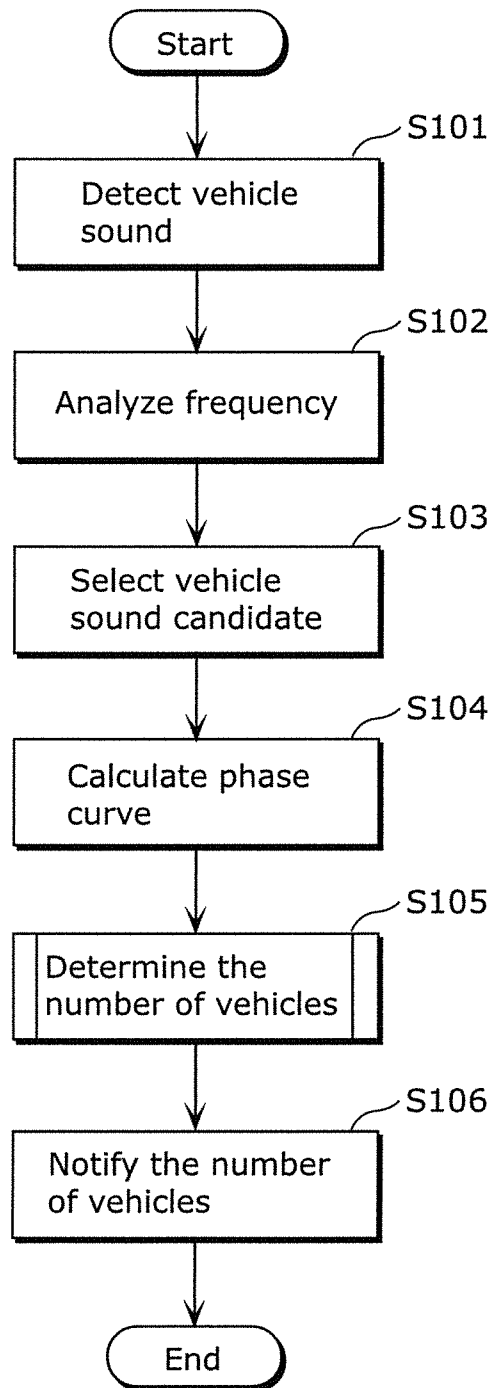 Start
S101
Detect vehicle
sound
S102
Analyze frequency
S103
Select vehicle
sound candidate
S104
Calculate phase
curve
S105
Determine the
number of vehicles
S106
Notify the number
of vehicles
End